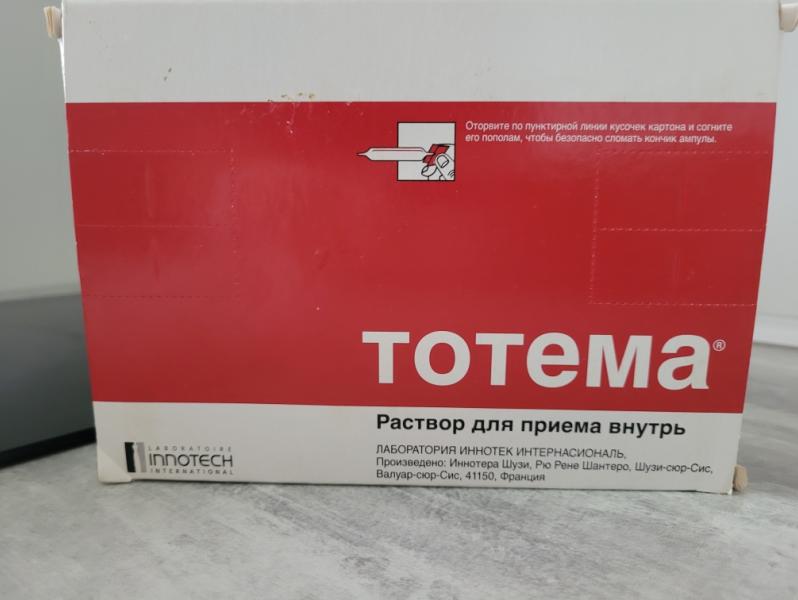 Оторвите по пунктирной линии кусочек картона и согните
его пополам, чтобы безопасно сломать кончик ампулы.
тотема®
Раствор для приема внутрь
LABORATOIRE
INNOTECH
INTERNATIONAL
ЛАБОРАТОРИЯ ИННОТЕК ИНТЕРНАСИОНАЛЬ,
Произведено: Иннотера Шузи, Рю Рене Шантеро, Шузи-сюр-Сис,
Валуар-сюр-Сис, 41150, Франция